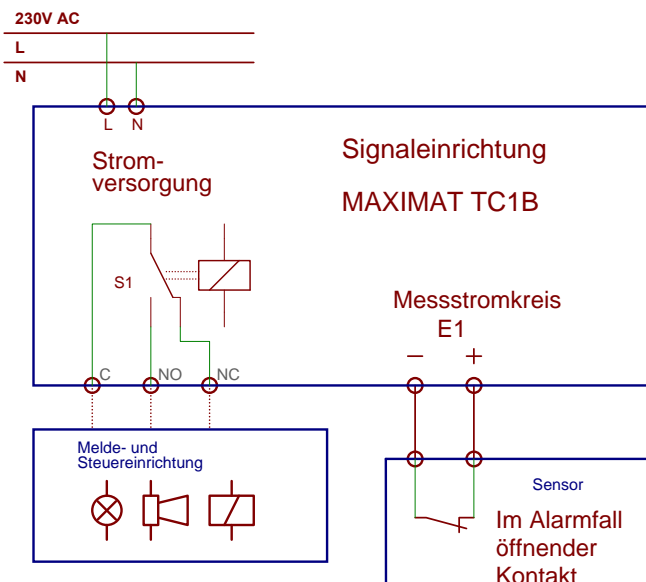 230V AC
L
N
L N
Strom-
versorgung
Signaleinrichtung
MAXIMAT TC1B
S1
Messstromkreis
E1
− +
C NO NC
Melde- und
Steuereinrichtung
Sensor
Im Alarmfall
öffnender
Kontakt